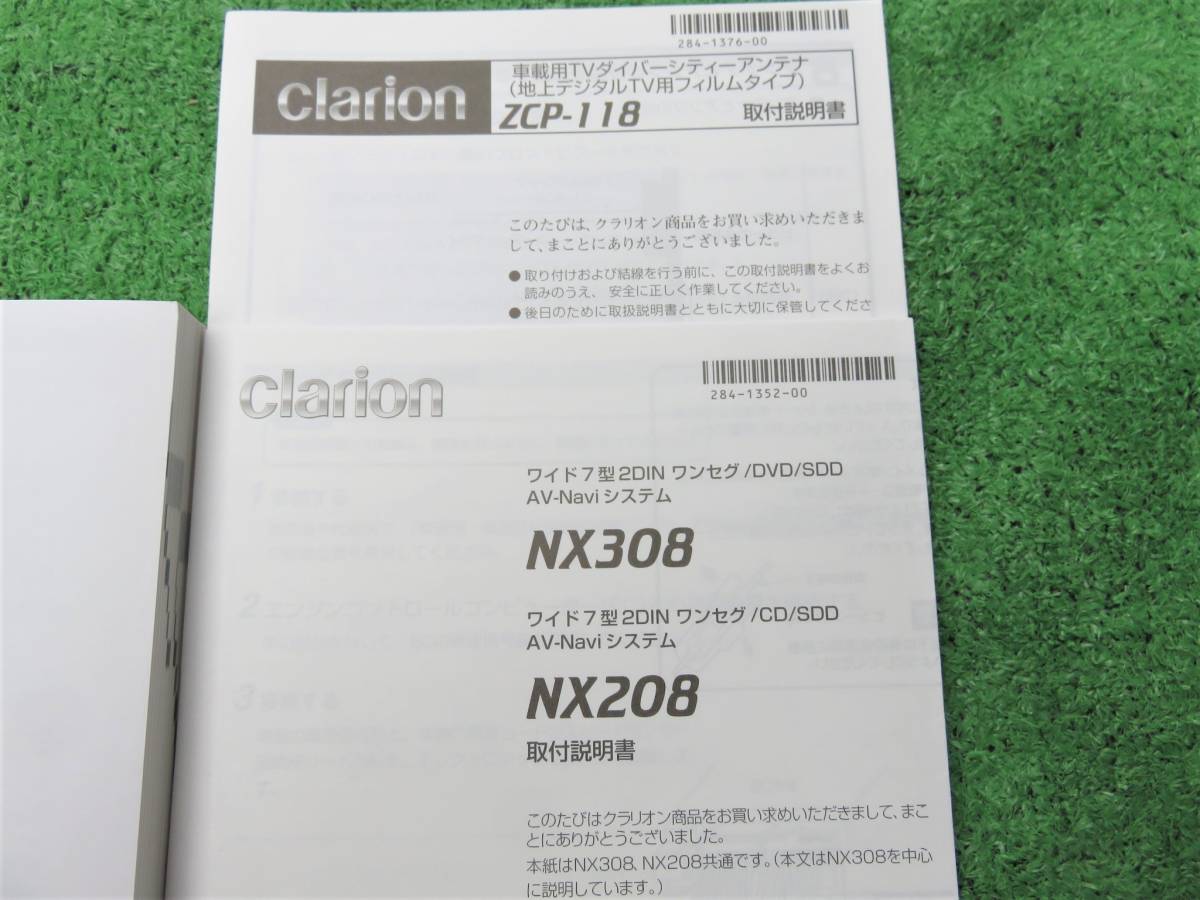 284-1376-00
clarion
車載用TVダイバーシティーアンテナ
(地上デジタルTV用フィルムタイプ)
ZCP-118
取付説明書
このたびは、クラリオン商品をお買い求めいただきま
して、まことにありがとうございました。
● 取り付けおよび結線を行う前に、この取付説明書をよくお
読みのうえ、安全に正しく作業してください。
● 後日のために取扱説明書とともに大切に保管してくださ
clarion
284-1352-00
ワイド7型2DIN ワンセグ/DVD/SDD
AV-Naviシステム
NX308
ワイド7型2DIN ワンセグ/CD/SDD
AV-Naviシステム
NX208
取付説明書
このたびはクラリオン商品をお買い求めいただきまして、まこ
とにありがとうございました。
本紙はNX308、NX208共通です。(本文はNX308を中心
に説明しています。)